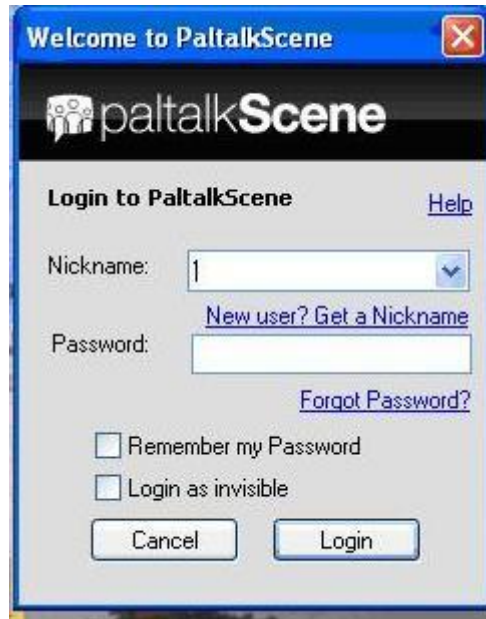 Welcome to PaltalkScene
paltalkScene
Login to PaltalkScene Help
Nickname: 1
New user? Get a Nickname
Password:
Forgot Password?
Remember my Password
Login as invisible
Cancel Login